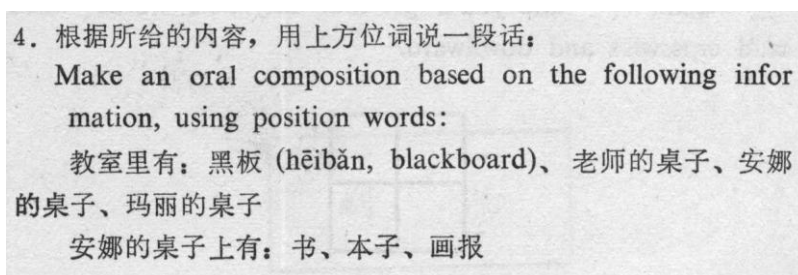 4．根据所给的内容，用上方位词说一段话：
Make an oral composition based on the following infor
mation, using position words:
教室里有：黑板 (hēibǎn, blackboard)、老师的桌子、安娜
的桌子、玛丽的桌子
安娜的桌子上有：书、本子、画报